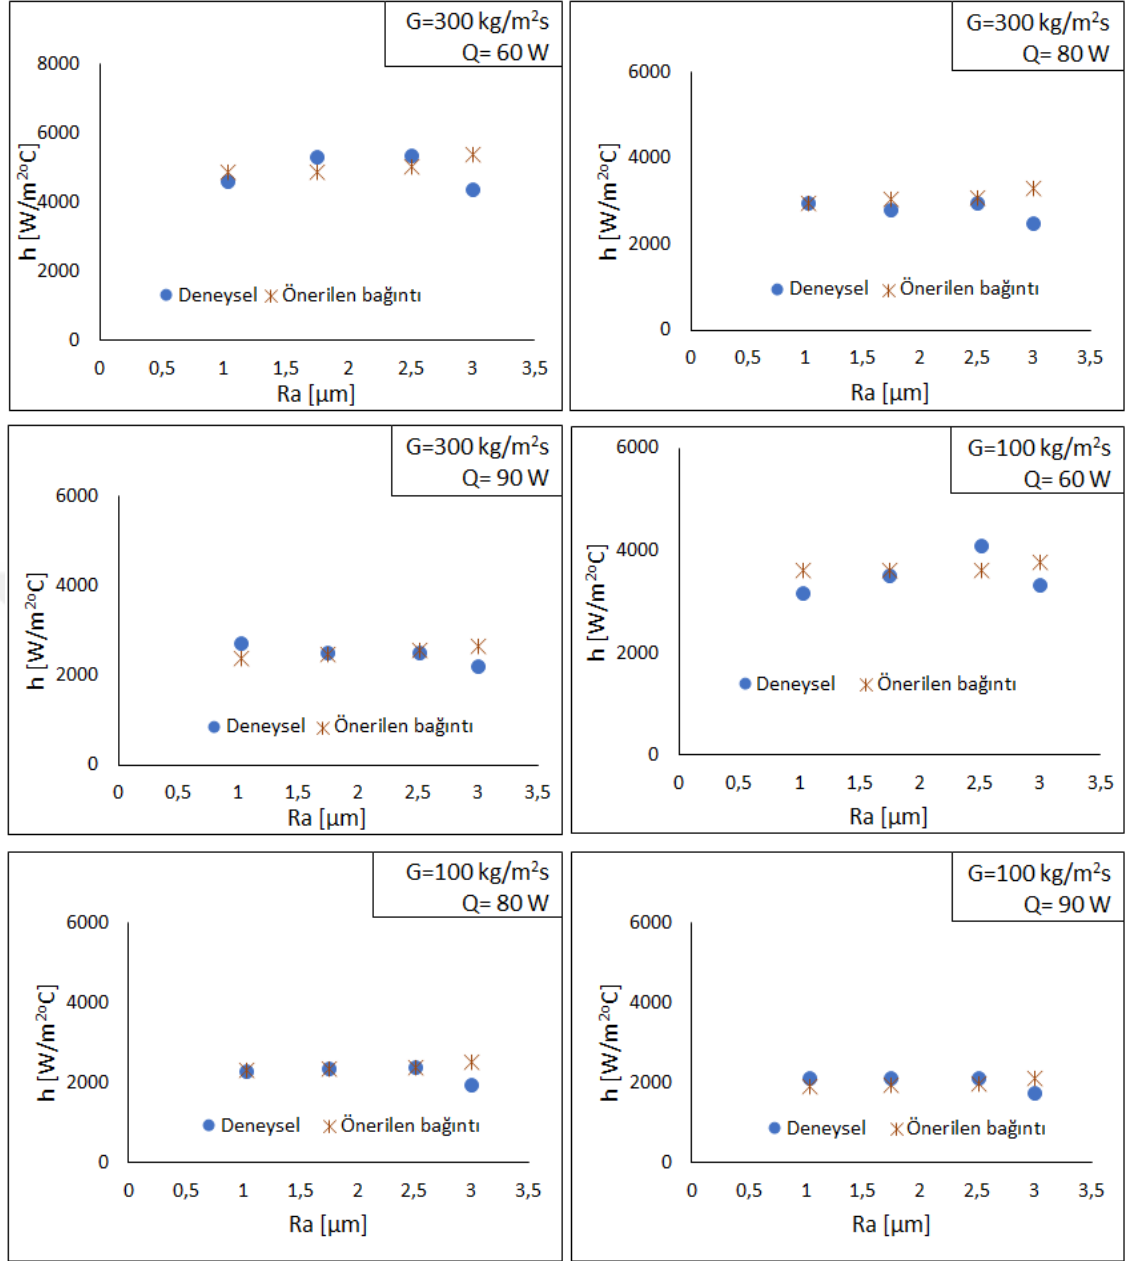 G=300 kg/m²s
Q= 60 W
8000
6000
4000
2000
0
h [W/m²⁰C]
Deneysel Önerilen bağıntı
0 0,5 1 1,5 2 2,5 3 3,5
Ra [µm]
G=300 kg/m²s
Q= 80 W
6000
4000
2000
0
h [W/m²⁰C]
Deneysel Önerilen bağıntı
0 0,5 1 1,5 2 2,5 3 3,5
Ra [µm]
G=300 kg/m²s
Q= 90 W
6000
4000
2000
0
h [W/m²⁰C]
Deneysel Önerilen bağıntı
0 0,5 1 1,5 2 2,5 3 3,5
Ra [µm]
G=100 kg/m²s
Q= 60 W
6000
4000
2000
0
h [W/m²⁰C]
Deneysel Önerilen bağıntı
0 0,5 1 1,5 2 2,5 3 3,5
Ra [µm]
G=100 kg/m²s
Q= 80 W
6000
4000
2000
0
h [W/m²⁰C]
Deneysel Önerilen bağıntı
0 0,5 1 1,5 2 2,5 3 3,5
Ra [µm]
G=100 kg/m²s
Q= 90 W
6000
4000
2000
0
h [W/m²⁰C]
Deneysel Önerilen bağıntı
0 0,5 1 1,5 2 2,5 3 3,5
Ra [µm]